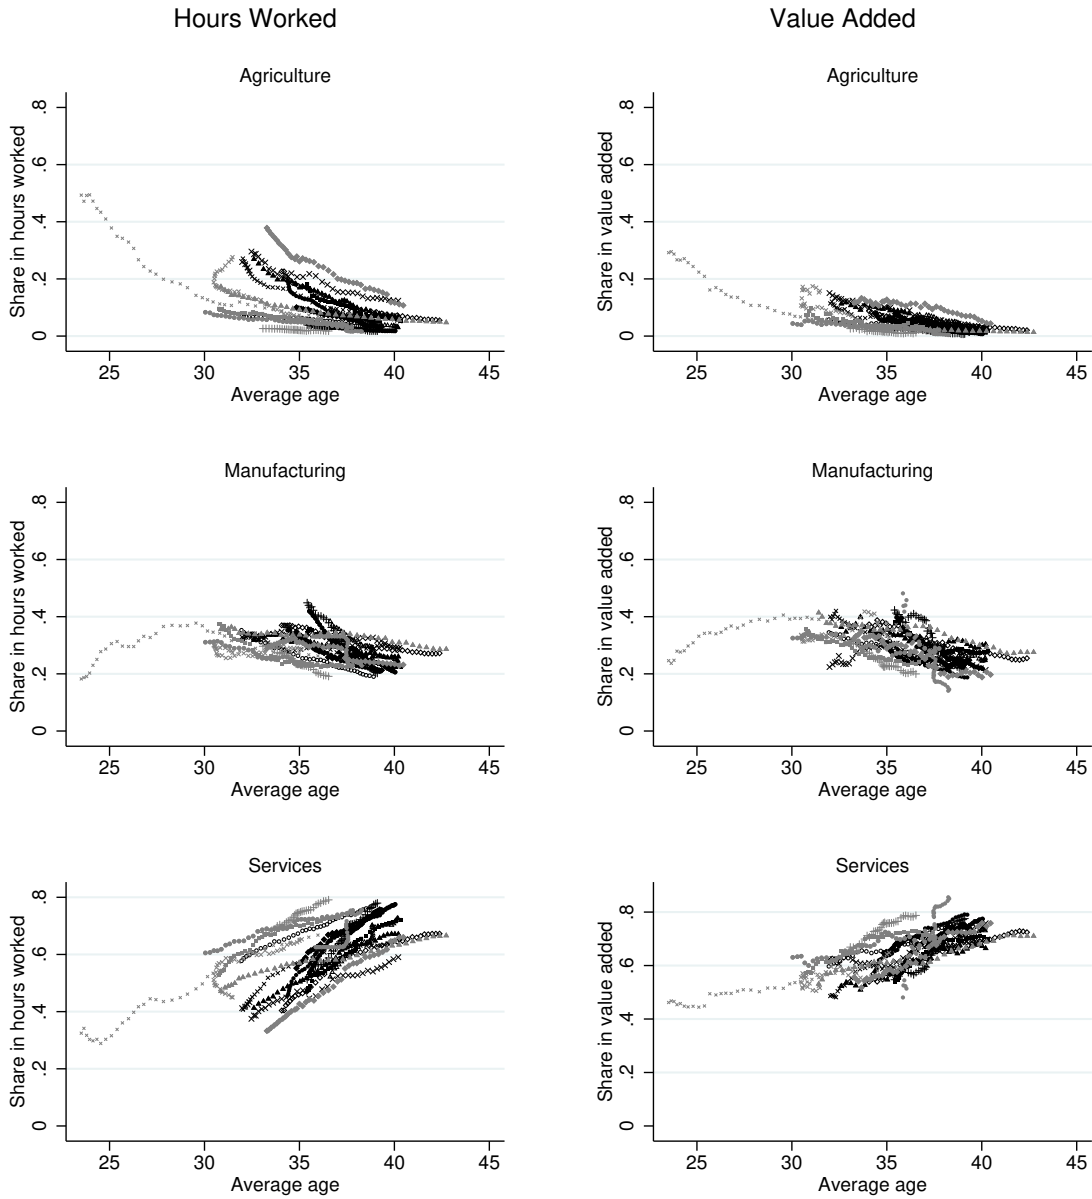 Hours Worked
Value Added
Agriculture
Share in hours worked
0 .2 .4 .6 .8
25 30 35 40 45
Average age
Agriculture
Share in value added
0 .2 .4 .6 .8
25 30 35 40 45
Average age
Manufacturing
Share in hours worked
0 .2 .4 .6 .8
25 30 35 40 45
Average age
Manufacturing
Share in value added
0 .2 .4 .6 .8
25 30 35 40 45
Average age
Services
Share in hours worked
0 .2 .4 .6 .8
25 30 35 40 45
Average age
Services
Share in value added
0 .2 .4 .6 .8
25 30 35 40 45
Average age